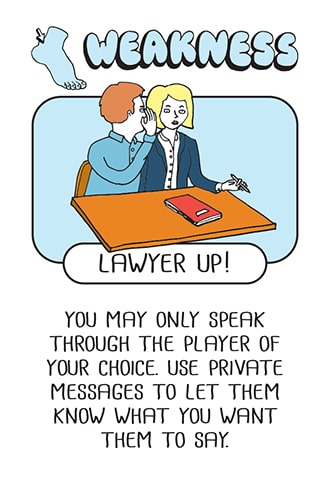 WEAKNESS
LAWYER UP!
YOU MAY ONLY SPEAK
THROUGH THE PLAYER OF
YOUR CHOICE. USE PRIVATE
MESSAGES TO LET THEM
KNOW WHAT YOU WANT
THEM TO SAY.